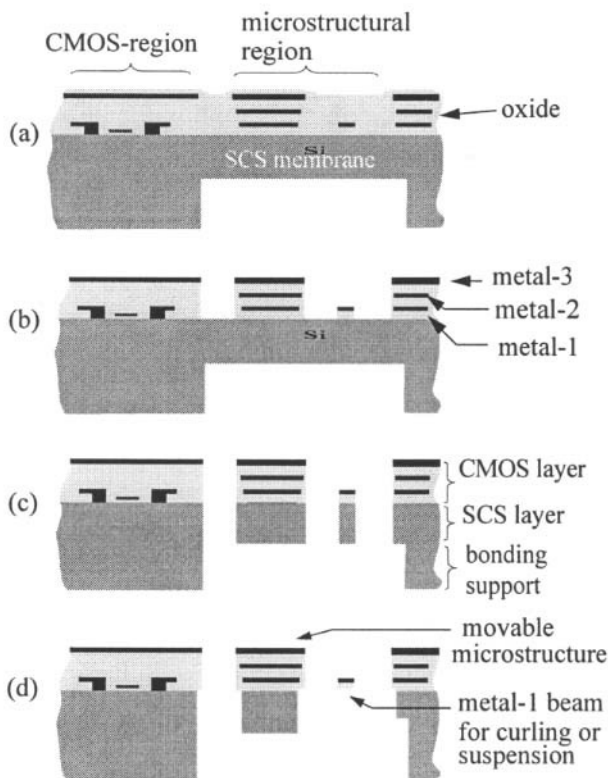 CMOS-region
microstructural
region
(a)
oxide
Si
SCS membrane
(b)
metal-3
metal-2
metal-1
Si
(c)
CMOS layer
SCS layer
bonding
support
(d)
movable
microstructure
metal-1 beam
for curling or
suspension